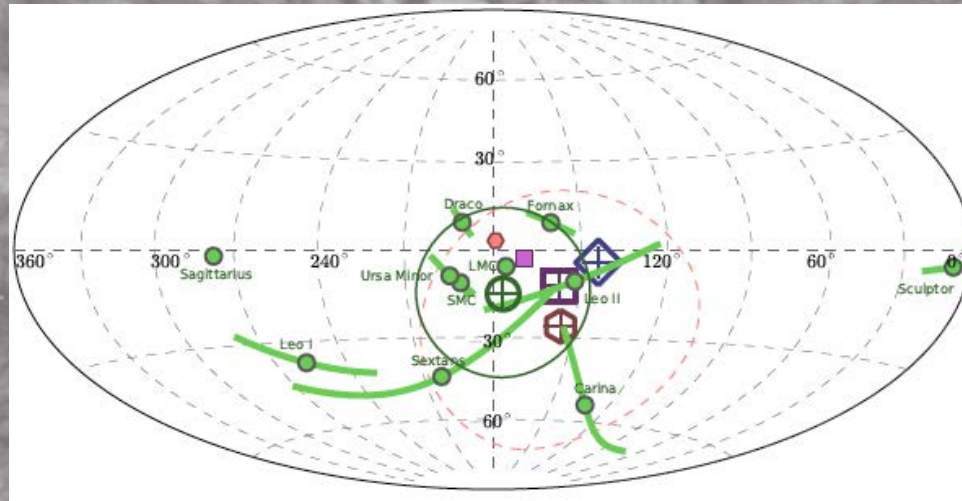 60°
30°
Draco
Fornax
360°
300°
240°
120°
60°
0°
Sagittarius
Ursa Minor
LMC
SMC
Leo II
Sculptor
Leo I
30°
Sextans
Carina
60°